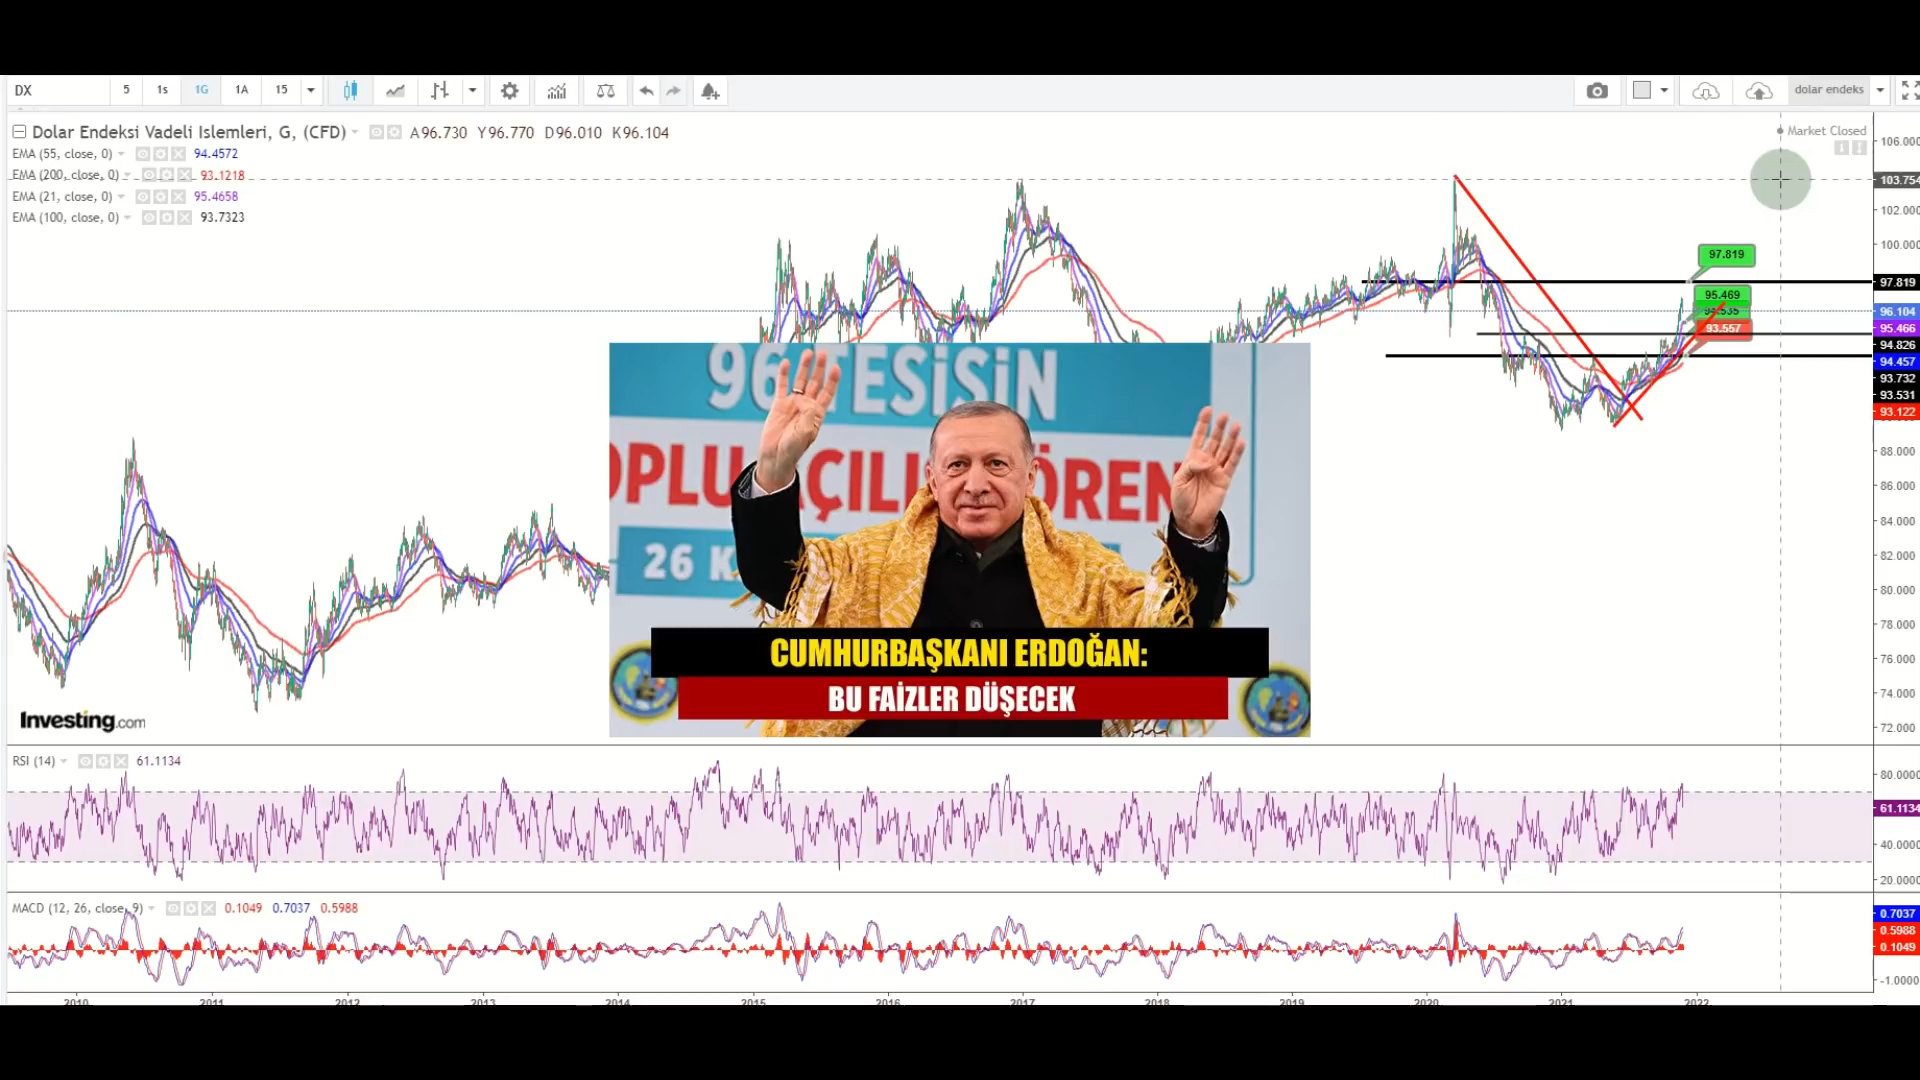 DX 5 1s 1G 1A 15 dolar endeks
Dolar Endeksi Vadeli Islemleri, G, (CFD) A96.730 Y96.770 D96.010 K96.104
Market Closed
EMA (55, close, 0) 94.4572
EMA (200, close, 0) 93.1218
EMA (21, close, 0) 95.4658
EMA (100, close, 0) 93.7323
106.000
103.754
102.000
100.000
97.819
96.104
95.466
94.826
94.457
93.732
93.531
93.122
88.000
86.000
84.000
82.000
80.000
78.000
76.000
74.000
72.000
97.819
95.469
94.535
93.557
96 TESİSİN
OPLU AÇILI ÖREN
26 K
CUMHURBAŞKANI ERDOĞAN:
BU FAİZLER DÜŞECEK
Investing.com
RSI (14) 61.1134
80.0000
61.1134
40.0000
20.0000
MACD (12, 26, close, 9) 0.1049 0.7037 0.5988
0.7037
0.5988
0.1049
-1.0000
2010 2011 2012 2013 2014 2015 2016 2017 2018 2019 2020 2021 2022